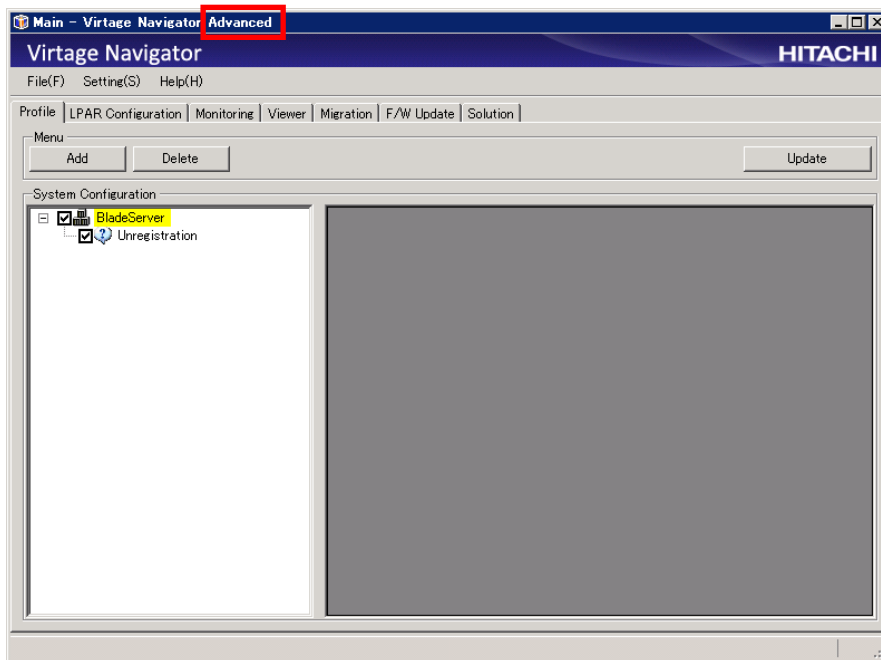 Main - Virtage Navigator Advanced
Virtage Navigator HITACHI
File(F) Setting(S) Help(H)
Profile LPAR Configuration Monitoring Viewer Migration F/W Update Solution
Menu
Add Delete Update
System Configuration
BladeServer
Unregistration